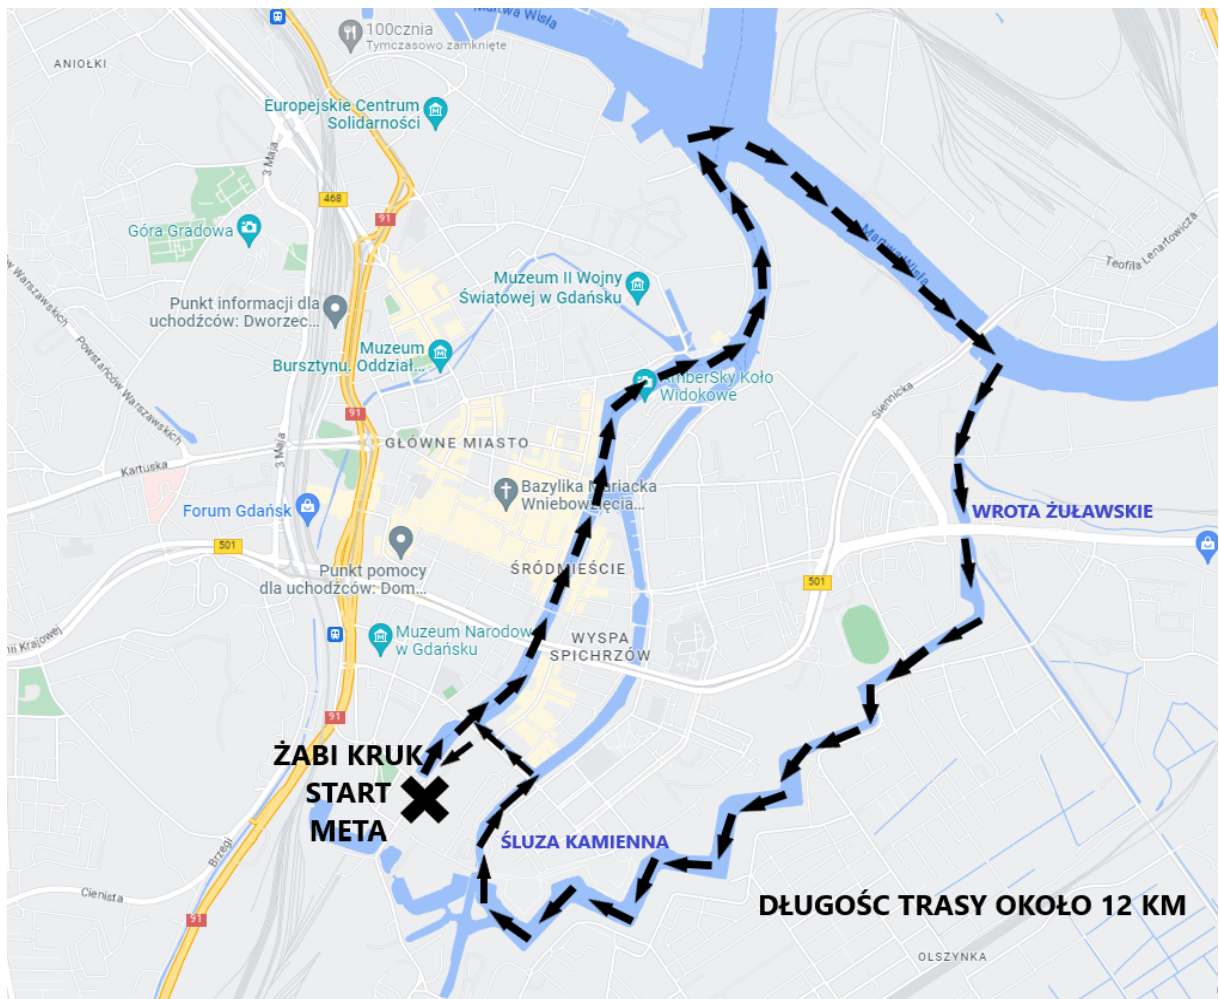 Martwa Wisła
100cznia
Tymczasowo zamknięte
ANIOŁKI
Europejskie Centrum
Solidarności
3 Maja
468
91
Góra Gradowa
Martwa Wisła
Teofila Lenartowicza
Muzeum II Wojny
Światowej w Gdańsku
Punkt informacji dla
uchodźców: Dworzec...
Powstańców Warszawskich
Muzeum
Bursztynu. Oddział...
AmberSky Koło
Widokowe
Siennicka
91
GŁÓWNE MIASTO
3 Maja
Kartuska
Bazylika Mariacka
Wniebowzięcia...
Forum Gdańsk
WROTA ŻUŁAWSKIE
501
Punkt pomocy
dla uchodźców: Dom...
ŚRÓDMIEŚCIE
501
Muzeum Narodow
w Gdańsku
WYSPA
SPICHRZÓW
91
ŻABI KRUK
START
META
ŚLUZA KAMIENNA
Brzegi
Cienista
91
DŁUGOŚC TRASY OKOŁO 12 KM
OLSZYNKA